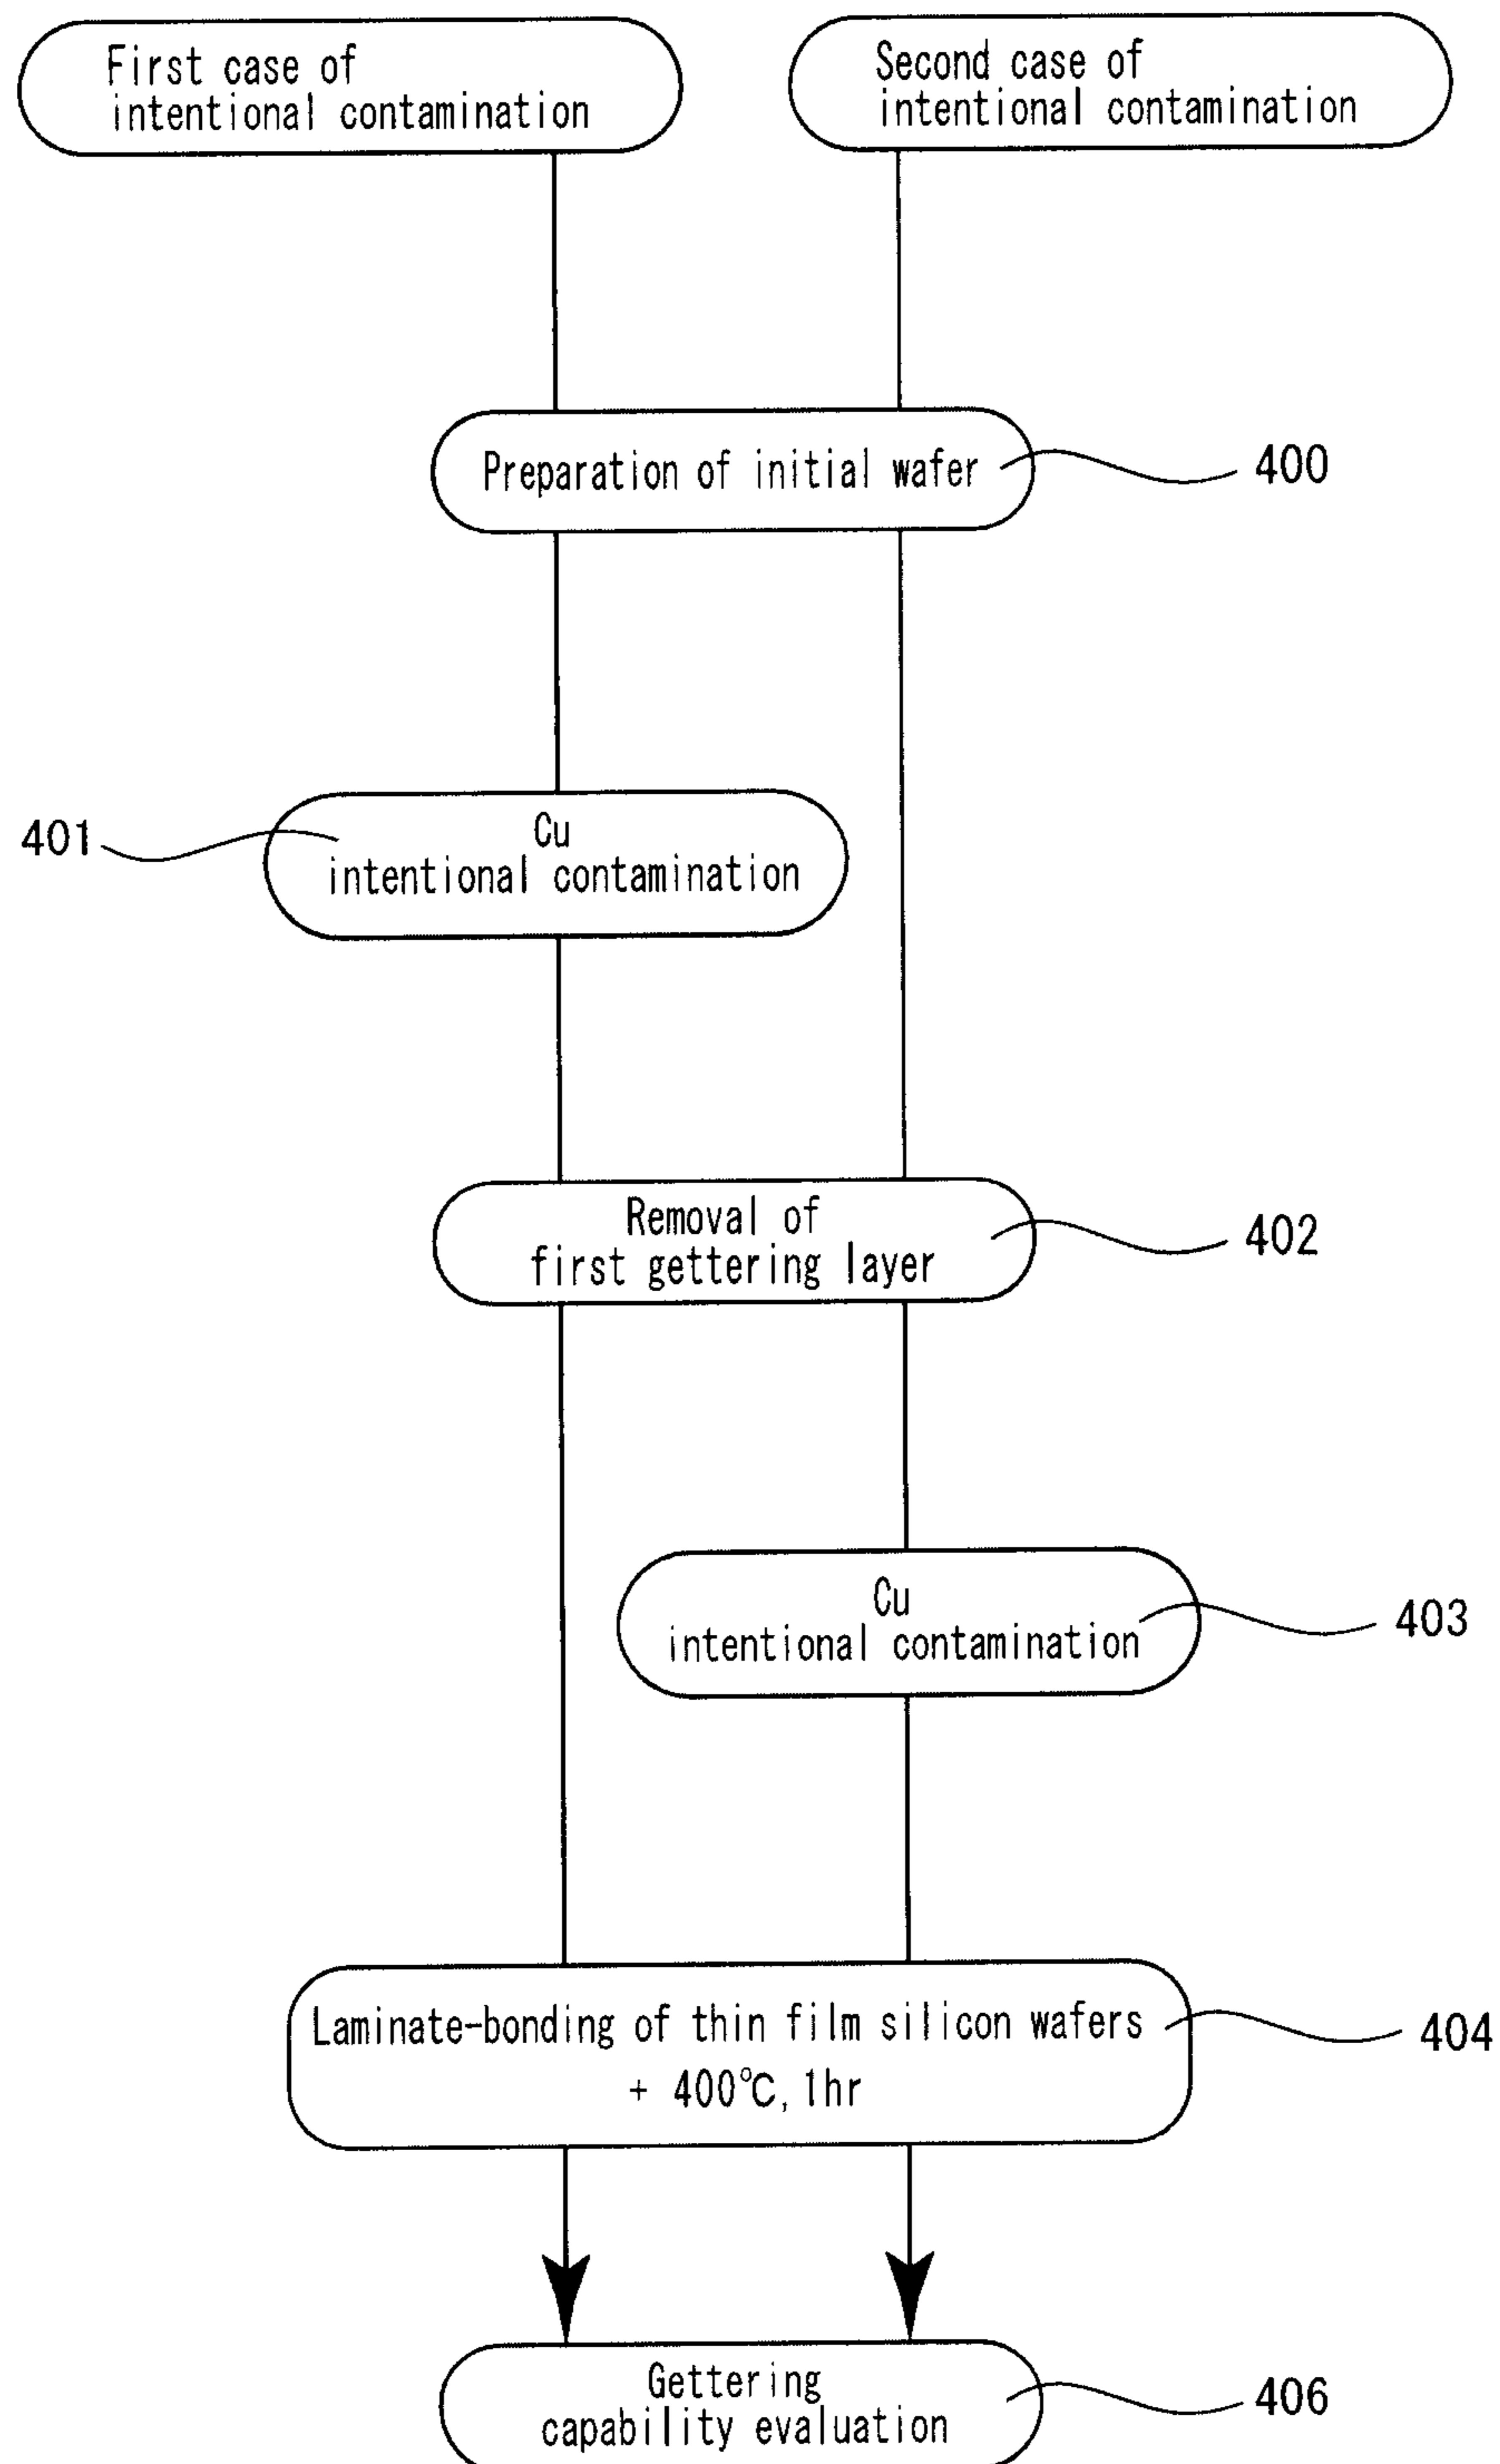 First case of
intentional contamination
Second case of
intentional contamination
Preparation of initial wafer
400
401
Cu
intentional contamination
Removal of
first gettering layer
402
Cu
intentional contamination
403
Laminate-bonding of thin film silicon wafers
+ 400℃, 1hr
404
Gettering
capability evaluation
406